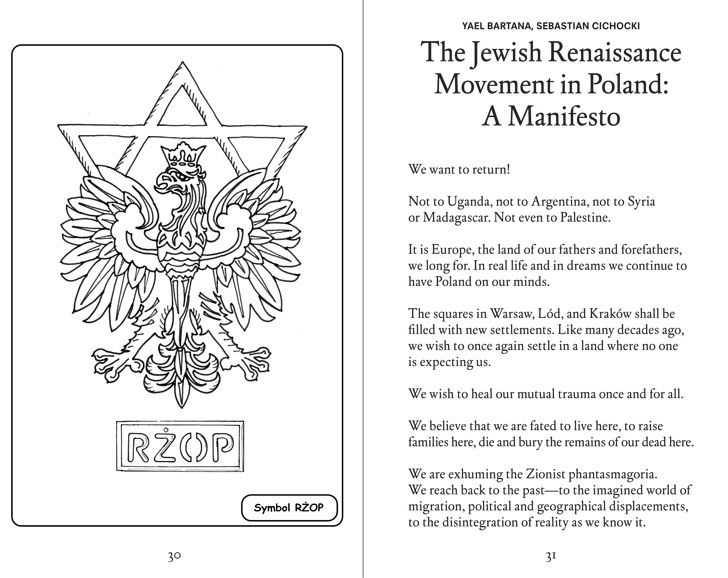 RŻOP
Symbol RŻOP
30
YAEL BARTANA, SEBASTIAN CICHOCKI
The Jewish Renaissance
Movement in Poland:
A Manifesto
We want to return!
Not to Uganda, not to Argentina, not to Syria
or Madagascar. Not even to Palestine.
It is Europe, the land of our fathers and forefathers,
we long for. In real life and in dreams we continue to
have Poland on our minds.
The squares in Warsaw, Lód, and Kraków shall be
filled with new settlements. Like many decades ago,
we wish to once again settle in a land where no one
is expecting us.
We wish to heal our mutual trauma once and for all.
We believe that we are fated to live here, to raise
families here, die and bury the remains of our dead here.
We are exhuming the Zionist phantasmagoria.
We reach back to the past—to the imagined world of
migration, political and geographical displacements,
to the disintegration of reality as we know it.
31